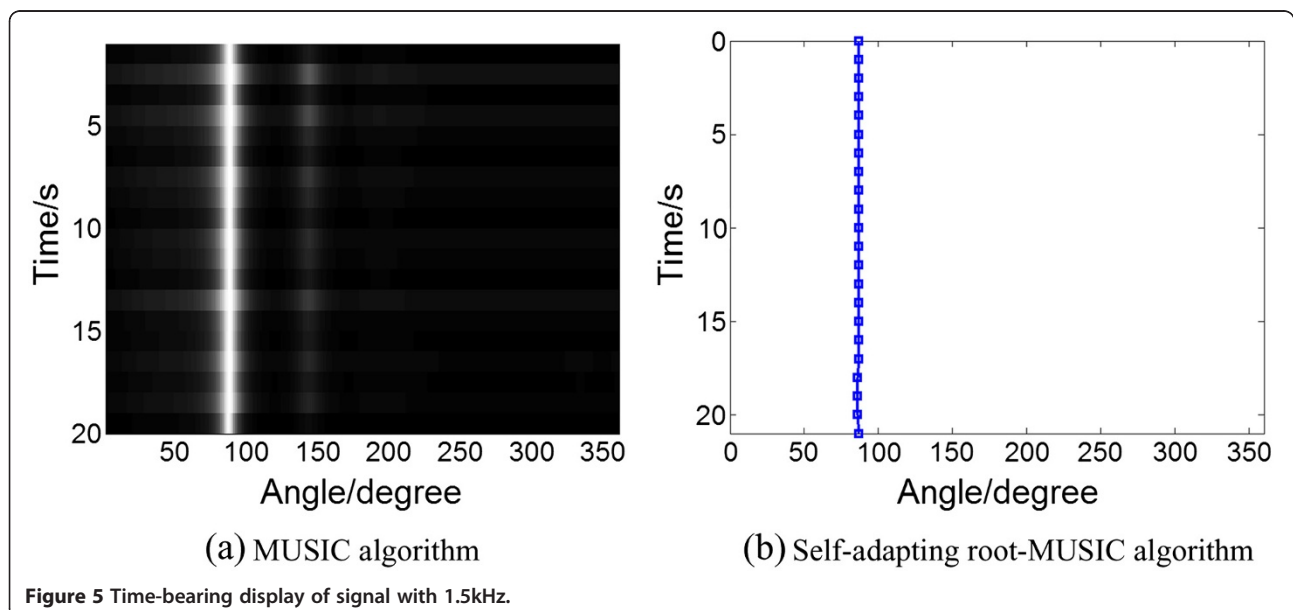 5
10
15
20
Time/s
50 100 150 200 250 300 350
Angle/degree
(a) MUSIC algorithm
0
5
10
15
20
Time/s
0 50 100 150 200 250 300 350
Angle/degree
(b) Self-adapting root-MUSIC algorithm
Figure 5 Time-bearing display of signal with 1.5kHz.